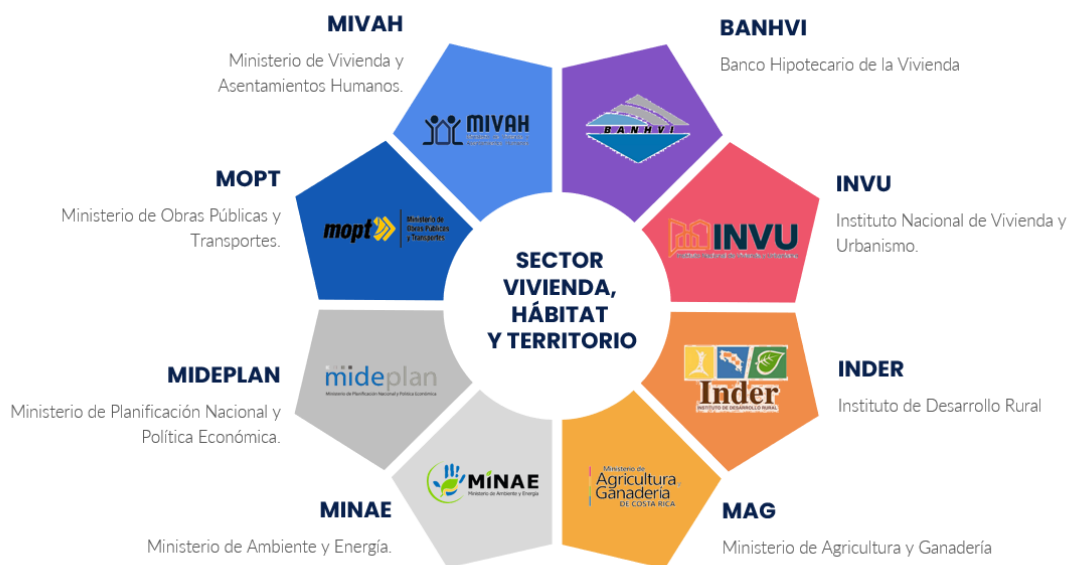 MIVAH
Ministerio de Vivienda y
Asentamientos Humanos.
BANHVI
Banco Hipotecario de la Vivienda
MIVAH
BANHVI
MOPT
Ministerio de Obras Públicas y
Transportes.
INVU
Instituto Nacional de Vivienda y
Urbanismo.
mopt
Ministerio de
Obras Públicas
y Transportes
INVU
SECTOR
VIVIENDA,
HÁBITAT
Y TERRITORIO
MIDEPLAN
Ministerio de Planificación Nacional y
Política Económica.
mideplan
Ministerio de Planificación Nacional y Política Económica
INDER
Instituto de Desarrollo Rural
Inder
INSTITUTO DE DESARROLLO RURAL
MINAE
Ministerio de Ambiente y Energía.
MINAE
Ministerio de Ambiente y Energía
Ministerio de
Agricultura
Ganadería
DE COSTA RICA
MAG
Ministerio de Agricultura y Ganadería